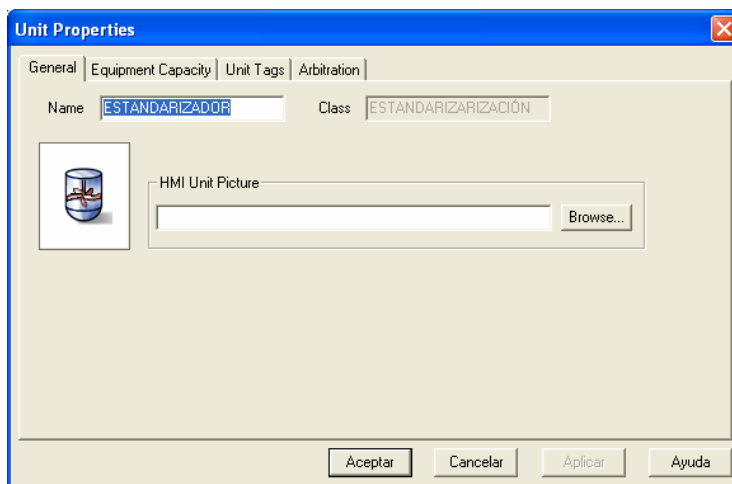 Unit Properties
General Equipment Capacity Unit Tags Arbitration
Name ESTANDARIZADOR Class ESTANDARIZARIZACIÓN
HMI Unit Picture
Browse...
Aceptar Cancelar Aplicar Ayuda